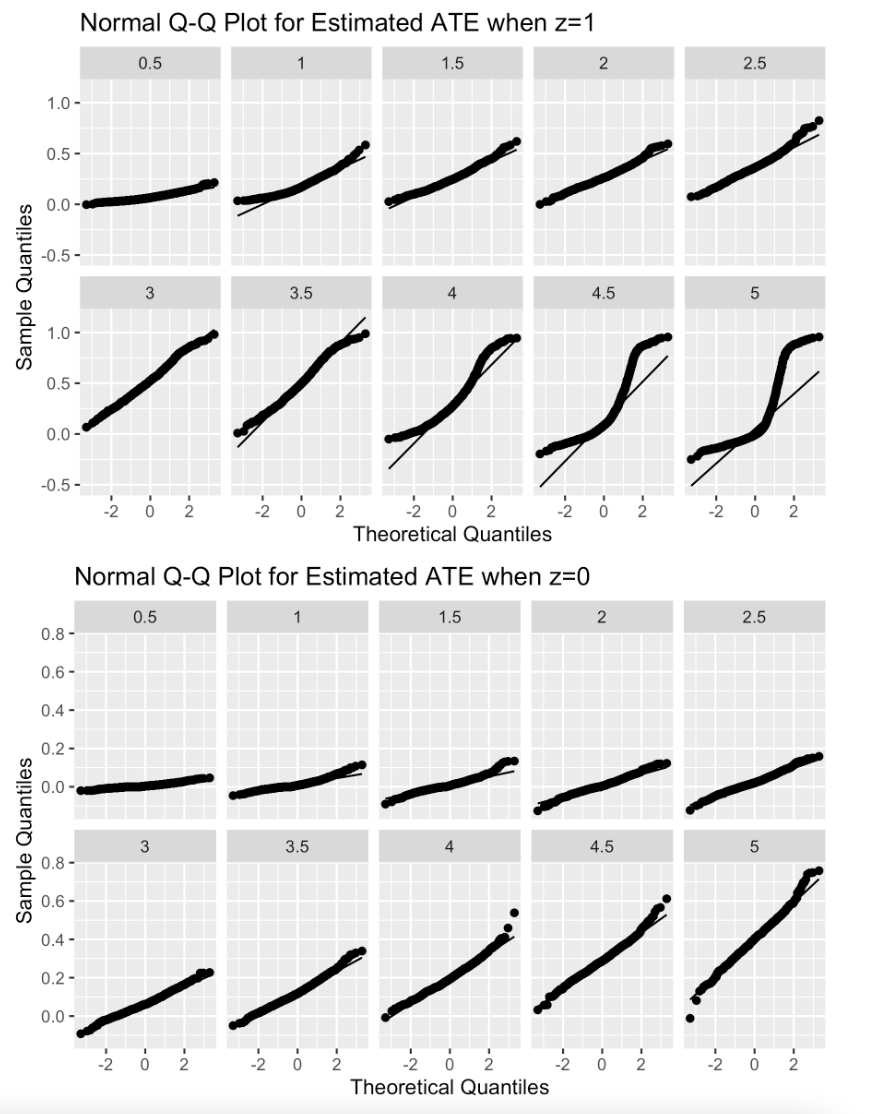 Normal Q-Q Plot for Estimated ATE when z=1
0.5 1 1.5 2 2.5
1.0
0.5
0.0
-0.5
Sample Quantiles
3 3.5 4 4.5 5
1.0
0.5
0.0
-0.5
-2 0 2 -2 0 2 -2 0 2 -2 0 2 -2 0 2
Theoretical Quantiles
Normal Q-Q Plot for Estimated ATE when z=0
0.5 1 1.5 2 2.5
0.8
0.6
0.4
0.2
0.0
Sample Quantiles
3 3.5 4 4.5 5
0.8
0.6
0.4
0.2
0.0
-2 0 2 -2 0 2 -2 0 2 -2 0 2 -2 0 2
Theoretical Quantiles